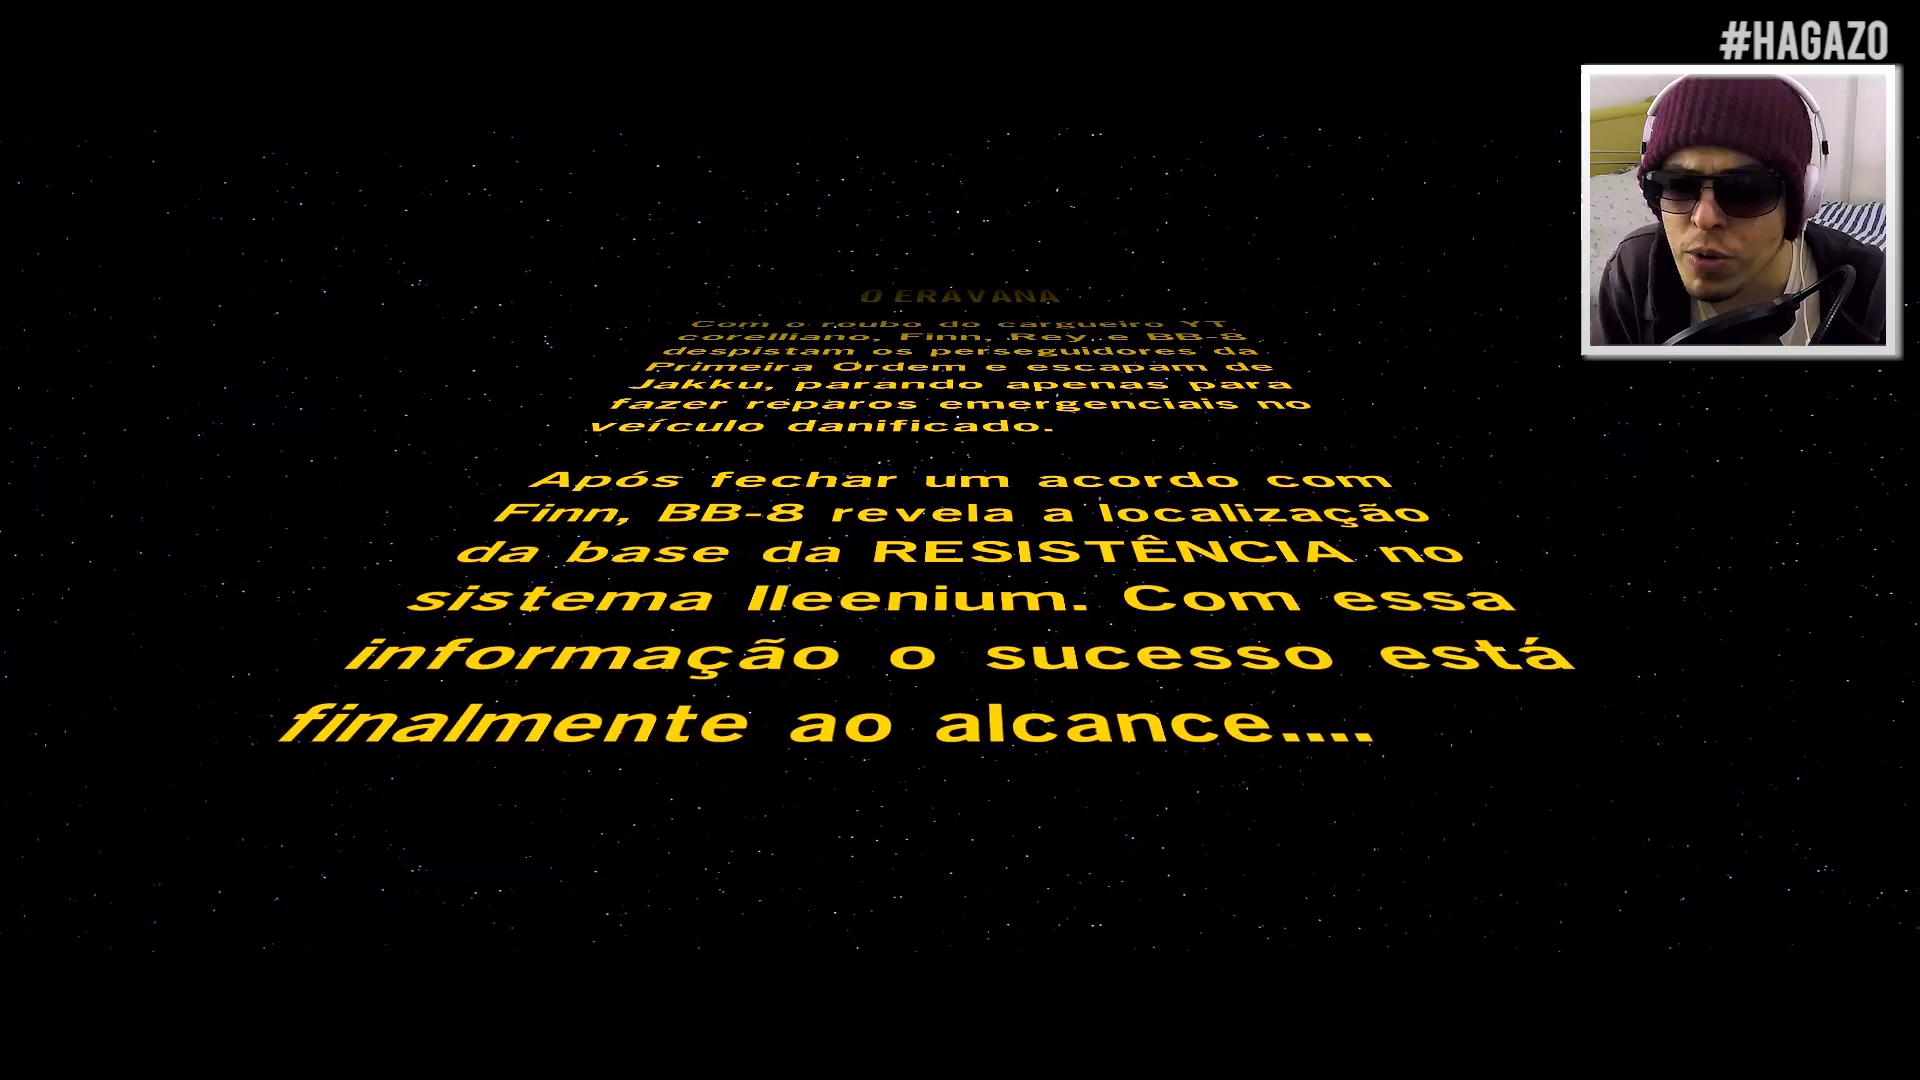 #HAGAZO
O ERAVANA
Com o roubo do cargueiro YT
corelliano, Finn, Rey e BB-8
despistam os perseguidores da
Primeira Ordem e escapam de
Jakku, parando apenas para
fazer reparos emergenciais no
veículo danificado.
Após fechar um acordo com
Finn, BB-8 revela a localização
da base da RESISTÊNCIA no
sistema Ileenium. Com essa
informação o sucesso está
finalmente ao alcance....